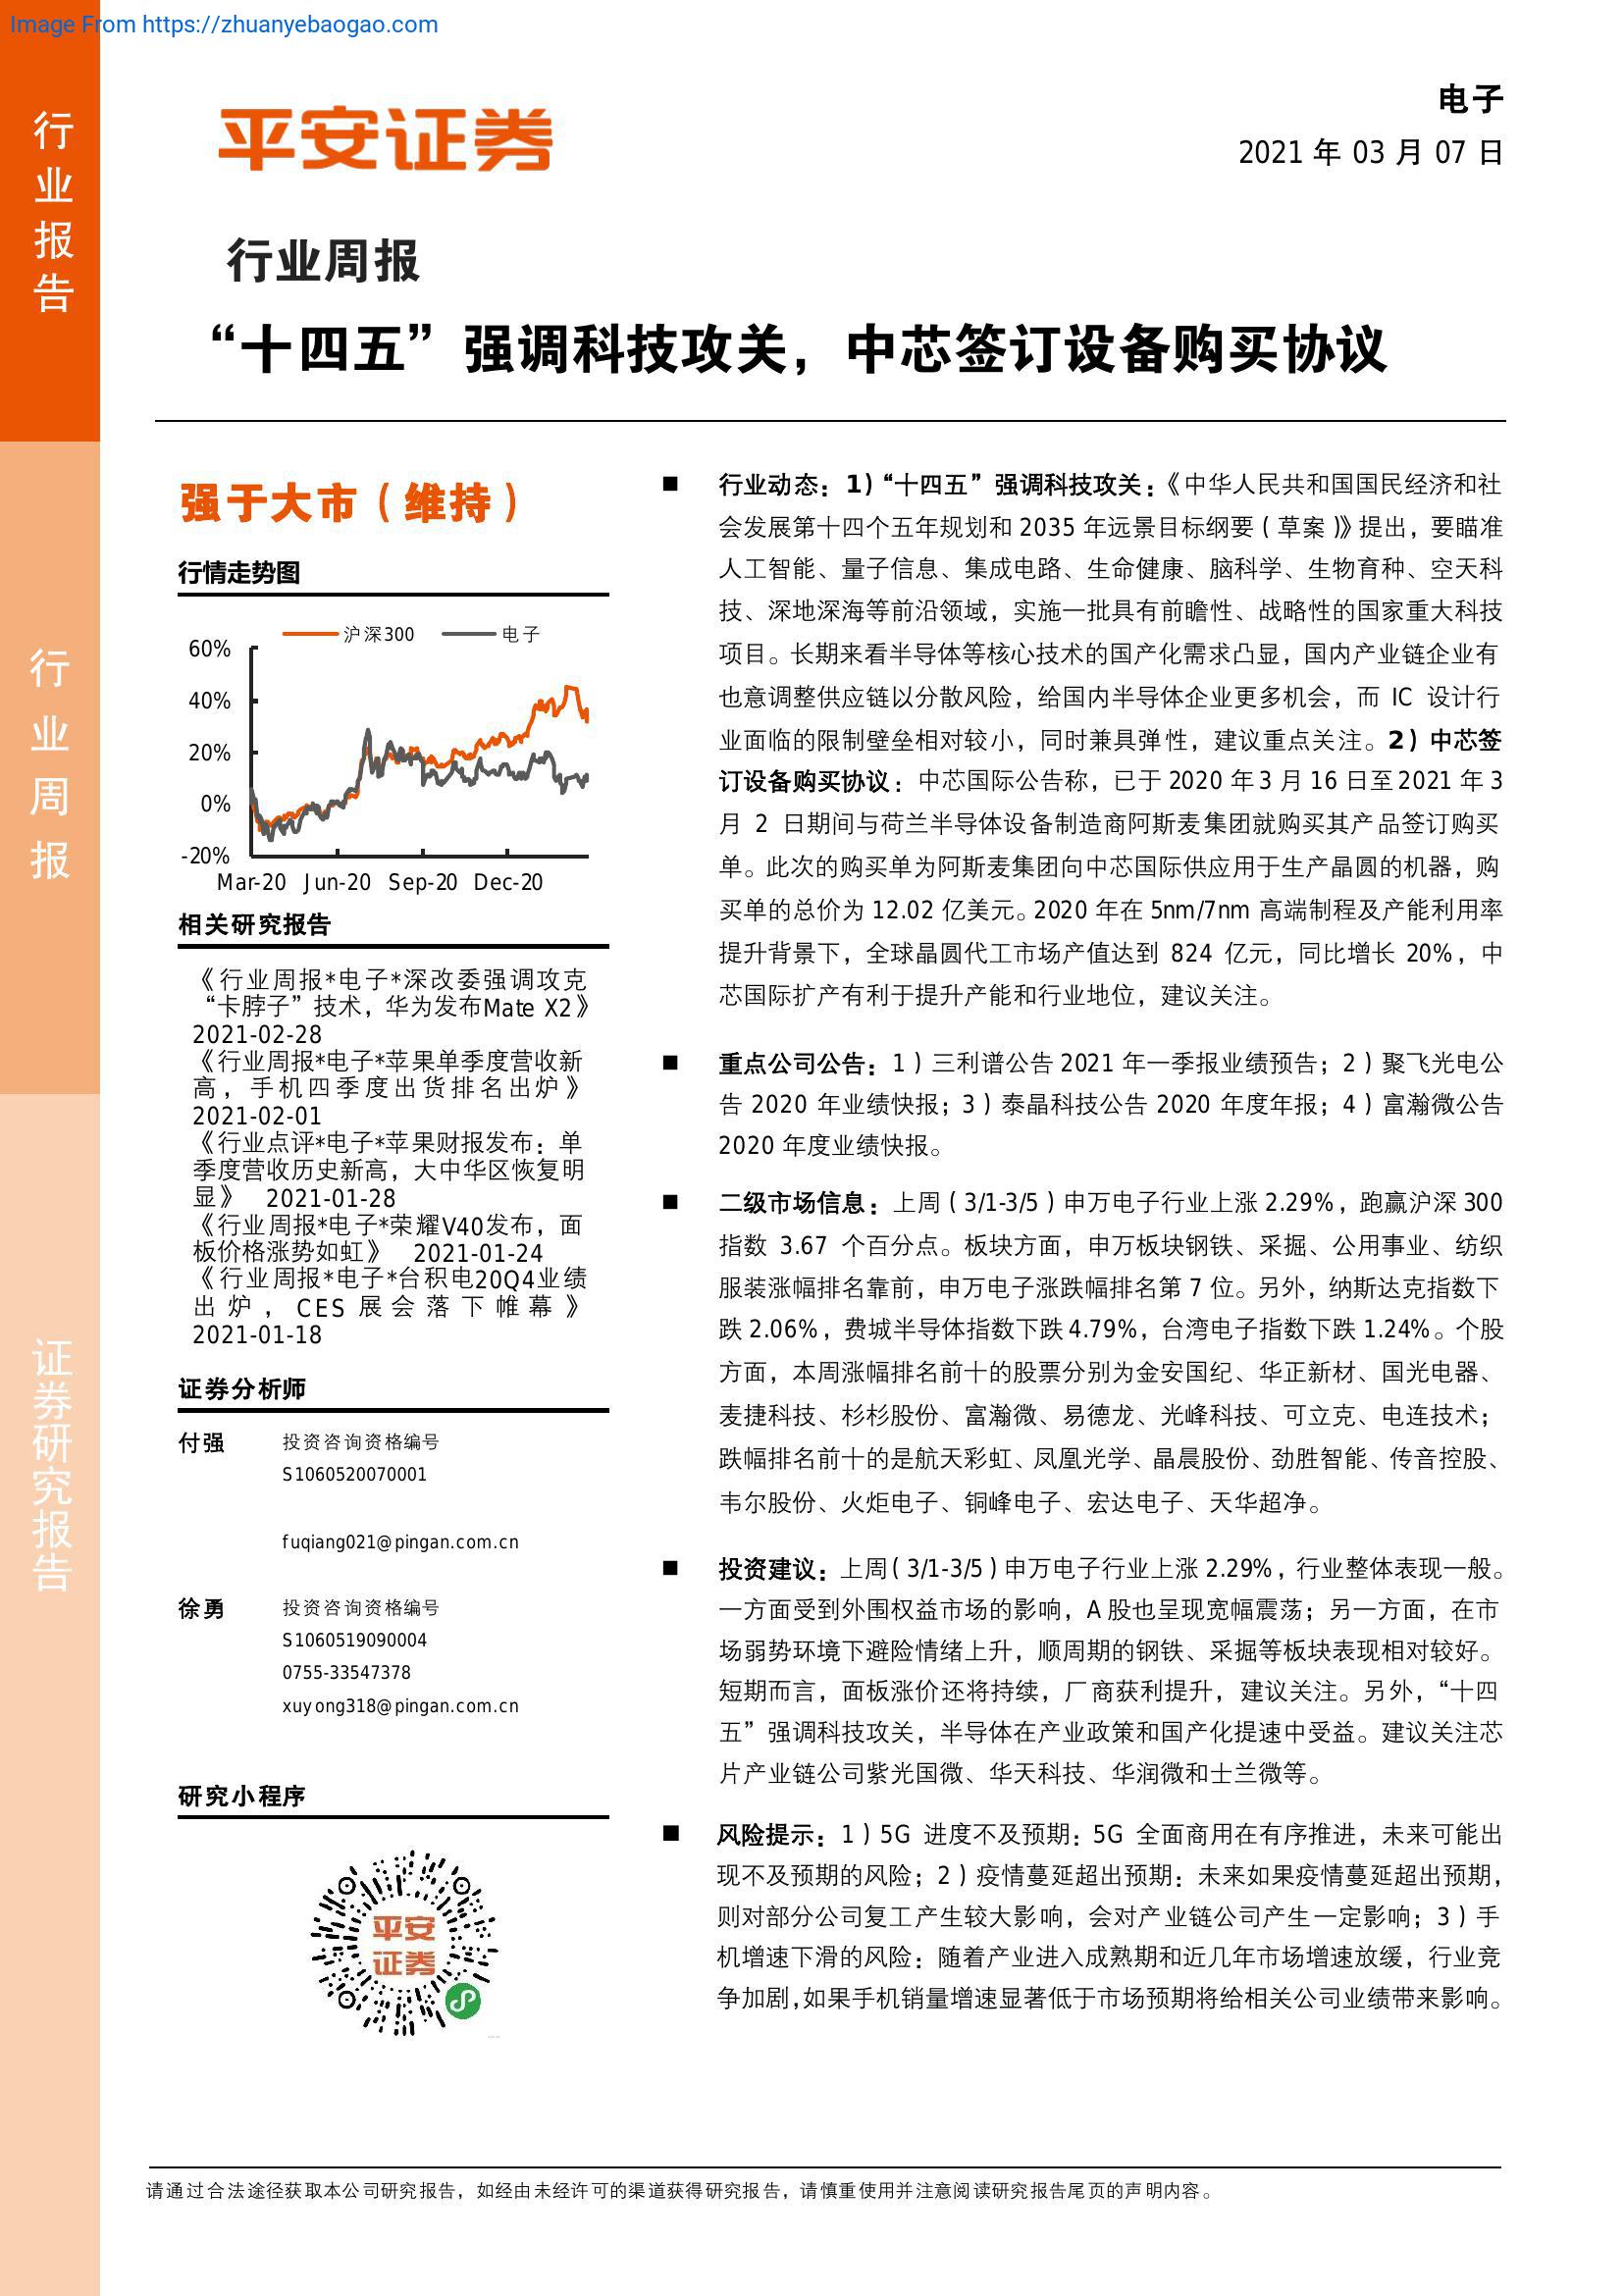 Image From https://zhuanyebaogao.com
行业报告
行业周报
证券研究报告
平安证券
电子
2021 年 03 月 07 日
行业周报
“十四五”强调科技攻关，中芯签订设备购买协议
强于大市（维持）
行情走势图
沪深300 电子
60%
40%
20%
0%
-20%
Mar-20 Jun-20 Sep-20 Dec-20
相关研究报告
《行业周报*电子*深改委强调攻克
“卡脖子”技术，华为发布Mate X2》
2021-02-28
《行业周报*电子*苹果单季度营收新
高，手机四季度出货排名出炉》
2021-02-01
《行业点评*电子*苹果财报发布：单
季度营收历史新高，大中华区恢复明
显》 2021-01-28
《行业周报*电子*荣耀V40发布，面
板价格涨势如虹》 2021-01-24
《行业周报*电子*台积电20Q4业绩
出炉，CES展会落下帷幕》
2021-01-18
证券分析师
付强 投资咨询资格编号
S1060520070001
fuqiang021@pingan.com.cn
徐勇 投资咨询资格编号
S1060519090004
0755-33547378
xuyong318@pingan.com.cn
研究小程序
平安
证券
■ 行业动态：1)“十四五”强调科技攻关：《中华人民共和国国民经济和社
会发展第十四个五年规划和 2035 年远景目标纲要（草案）》提出，要瞄准
人工智能、量子信息、集成电路、生命健康、脑科学、生物育种、空天科
技、深地深海等前沿领域，实施一批具有前瞻性、战略性的国家重大科技
项目。长期来看半导体等核心技术的国产化需求凸显，国内产业链企业有
也意调整供应链以分散风险，给国内半导体企业更多机会，而 IC 设计行
业面临的限制壁垒相对较小，同时兼具弹性，建议重点关注。2）中芯签
订设备购买协议：中芯国际公告称，已于 2020 年 3 月 16 日至 2021 年 3
月 2 日期间与荷兰半导体设备制造商阿斯麦集团就购买其产品签订购买
单。此次的购买单为阿斯麦集团向中芯国际供应用于生产晶圆的机器，购
买单的总价为 12.02 亿美元。2020 年在 5nm/7nm 高端制程及产能利用率
提升背景下，全球晶圆代工市场产值达到 824 亿元，同比增长 20%，中
芯国际扩产有利于提升产能和行业地位，建议关注。
■ 重点公司公告：1）三利谱公告 2021 年一季报业绩预告；2）聚飞光电公
告 2020 年业绩快报；3）泰晶科技公告 2020 年度年报；4）富瀚微公告
2020 年度业绩快报。
■ 二级市场信息：上周（3/1-3/5）申万电子行业上涨 2.29%，跑赢沪深 300
指数 3.67 个百分点。板块方面，申万板块钢铁、采掘、公用事业、纺织
服装涨幅排名靠前，申万电子涨跌幅排名第 7 位。另外，纳斯达克指数下
跌 2.06%，费城半导体指数下跌 4.79%，台湾电子指数下跌 1.24%。个股
方面，本周涨幅排名前十的股票分别为金安国纪、华正新材、国光电器、
麦捷科技、杉杉股份、富瀚微、易德龙、光峰科技、可立克、电连技术；
跌幅排名前十的是航天彩虹、凤凰光学、晶晨股份、劲胜智能、传音控股、
韦尔股份、火炬电子、铜峰电子、宏达电子、天华超净。
■ 投资建议：上周（3/1-3/5）申万电子行业上涨 2.29%，行业整体表现一般。
一方面受到外围权益市场的影响，A 股也呈现宽幅震荡；另一方面，在市
场弱势环境下避险情绪上升，顺周期的钢铁、采掘等板块表现相对较好。
短期而言，面板涨价还将持续，厂商获利提升，建议关注。另外，“十四
五”强调科技攻关，半导体在产业政策和国产化提速中受益。建议关注芯
片产业链公司紫光国微、华天科技、华润微和士兰微等。
■ 风险提示：1）5G 进度不及预期：5G 全面商用在有序推进，未来可能出
现不及预期的风险；2）疫情蔓延超出预期：未来如果疫情蔓延超出预期，
则对部分公司复工产生较大影响，会对产业链公司产生一定影响；3）手
机增速下滑的风险：随着产业进入成熟期和近几年市场增速放缓，行业竞
争加剧，如果手机销量增速显著低于市场预期将给相关公司业绩带来影响。
请通过合法途径获取本公司研究报告，如经由未经许可的渠道获得研究报告，请慎重使用并注意阅读研究报告尾页的声明内容。